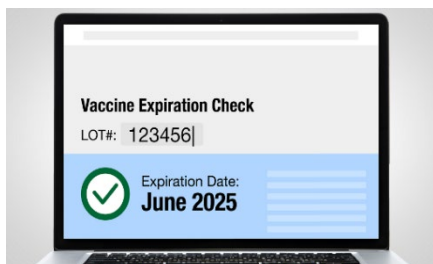 Vaccine Expiration Check
LOT#: 123456|
Expiration Date:
June 2025